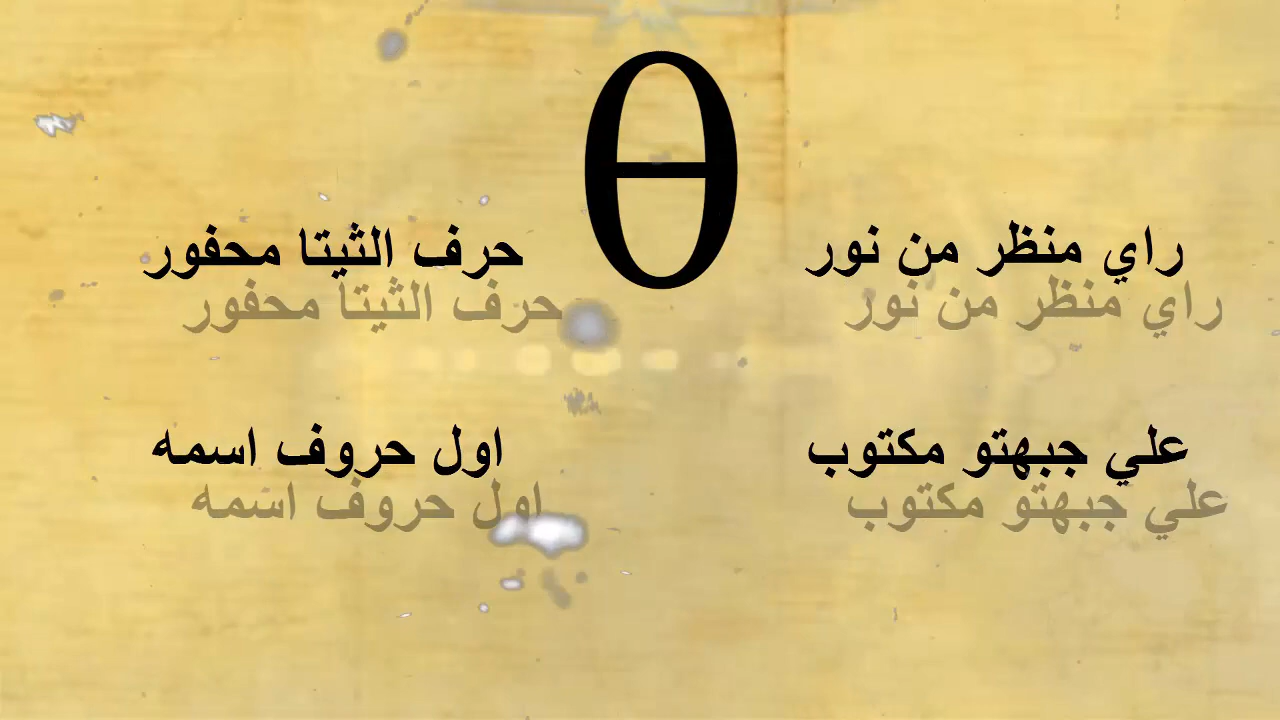 θ
راي منظر من نور
حرف الثيتا محفور
علي جبهتو مكتوب
اول حروف اسمه